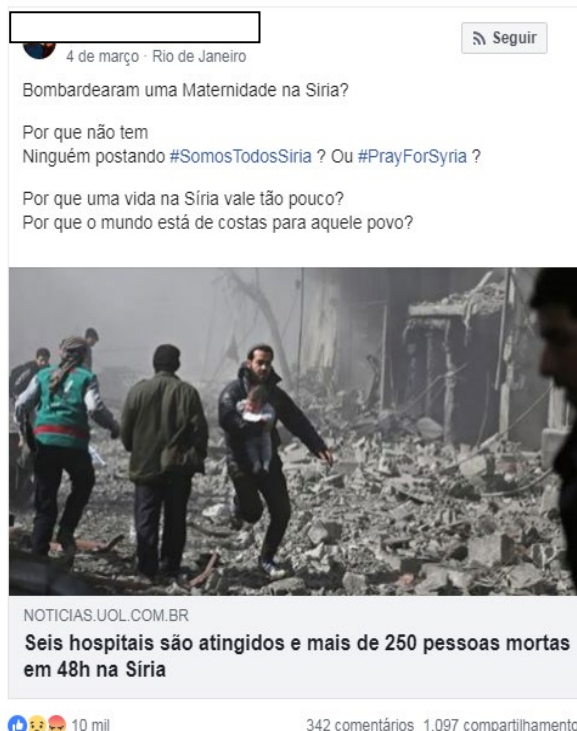 Seguir
4 de março · Rio de Janeiro
Bombardearam uma Maternidade na Siria?
Por que não tem
Ninguém postando #SomosTodosSiria ? Ou #PrayForSyria ?
Por que uma vida na Síria vale tão pouco?
Por que o mundo está de costas para aquele povo?
NOTICIAS.UOL.COM.BR
Seis hospitais são atingidos e mais de 250 pessoas mortas
em 48h na Síria
10 mil
342 comentários 1.097 compartilhamento